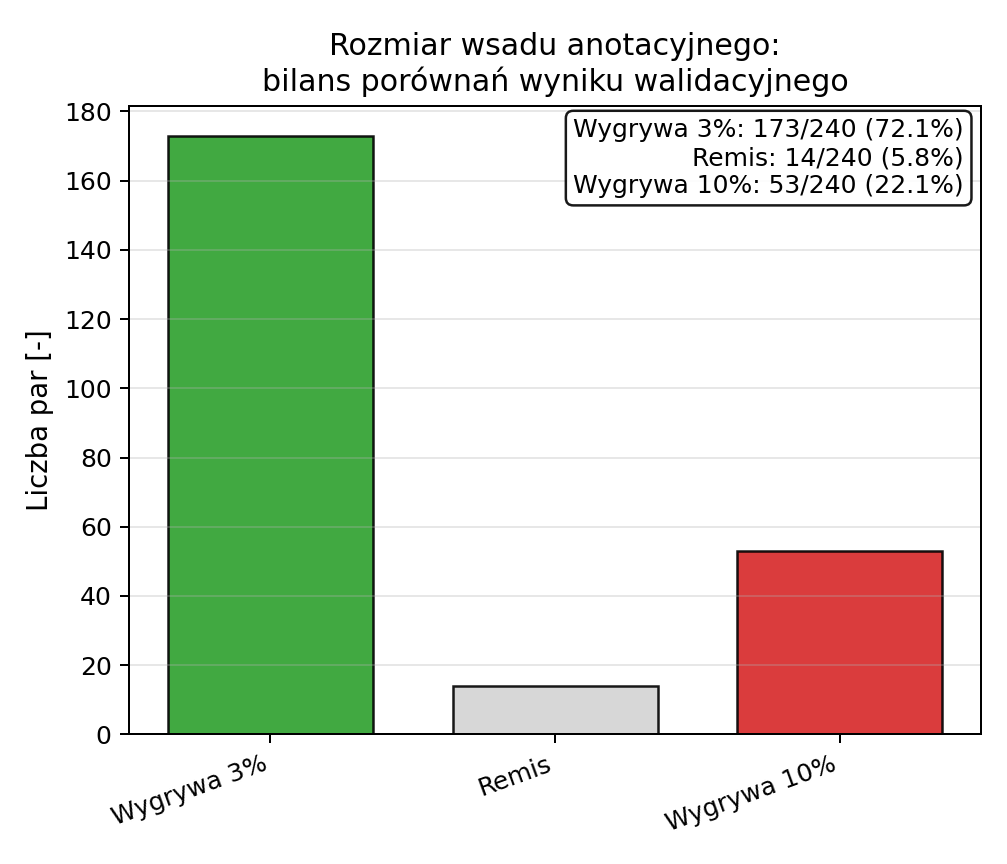 Rozmiar wsadu anotacyjnego:
bilans porównań wyniku walidacyjnego
Wygrywa 3%: 173/240 (72.1%)
Remis: 14/240 (5.8%)
Wygrywa 10%: 53/240 (22.1%)
Liczba par [-]
180
160
140
120
100
80
60
40
20
0
Wygrywa 3%
Remis
Wygrywa 10%